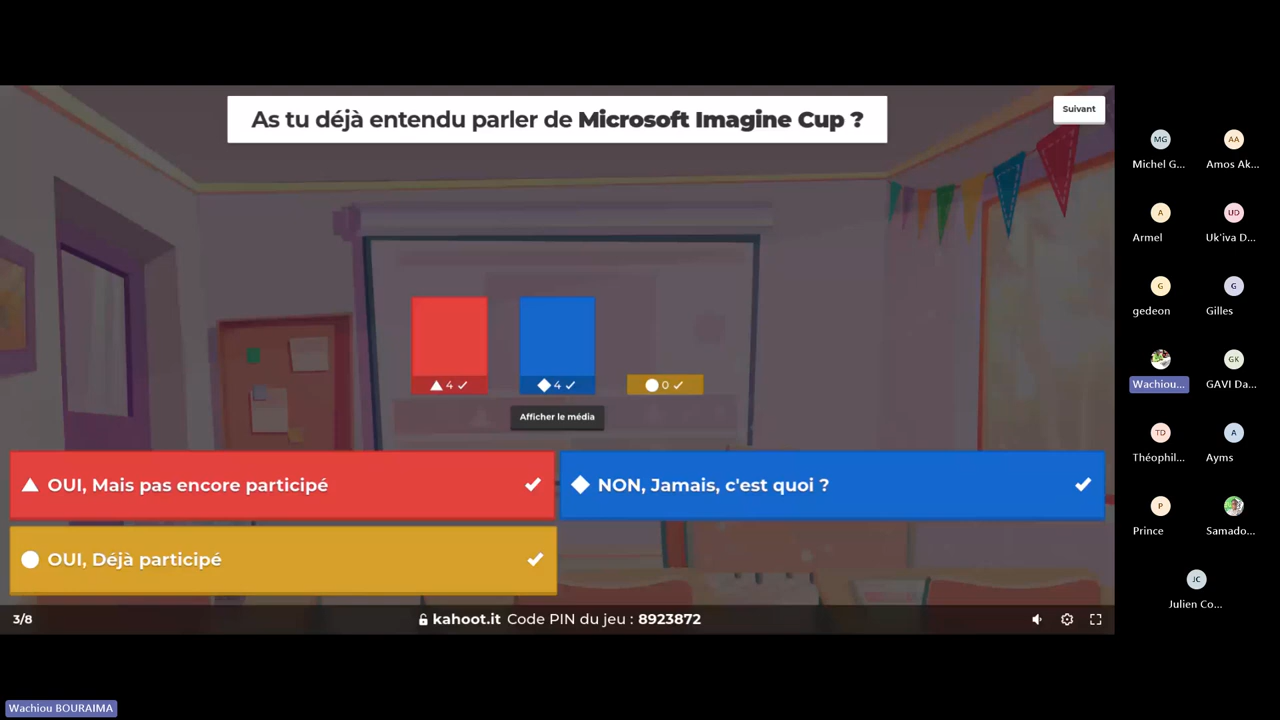 As tu déjà entendu parler de Microsoft Imagine Cup ?
Suivant
4
4
0
Afficher le média
OUI, Mais pas encore participé
NON, Jamais, c'est quoi ?
OUI, Déjà participé
3/8
kahoot.it Code PIN du jeu : 8923872
MG
AA
Michel G...
Amos Ak...
A
UD
Armel
Uk'iva D...
G
G
gedeon
Gilles
GK
Wachiou...
GAVI Da...
TD
A
Théophil...
Ayms
P
Prince
Samado...
JC
Julien Co...
Wachiou BOURAIMA